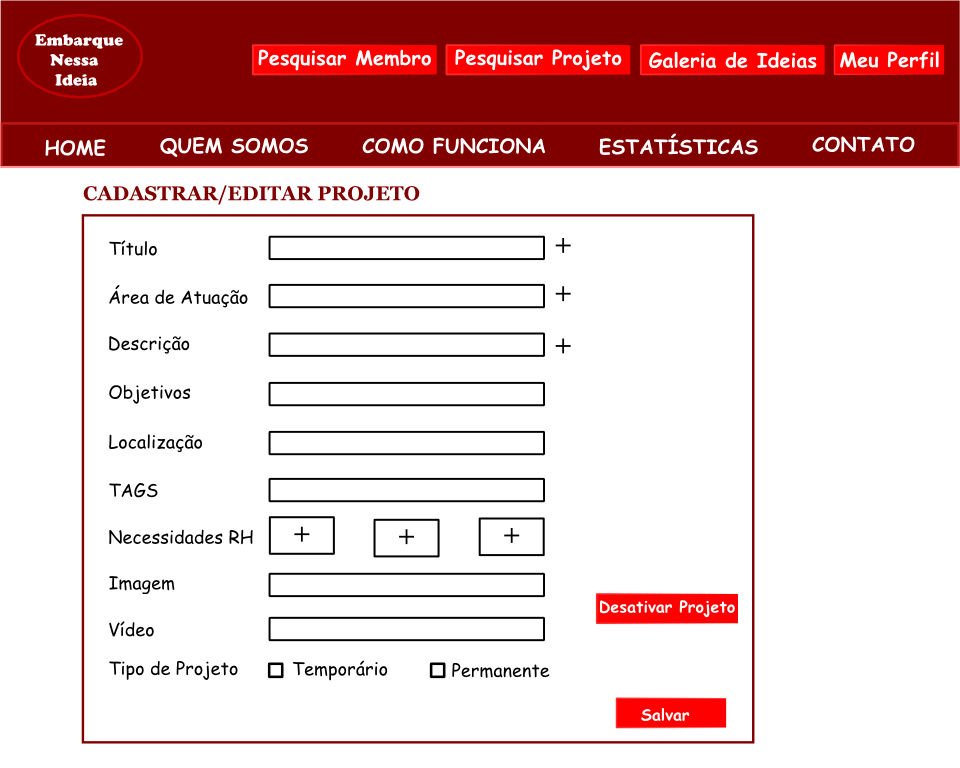 Embarque
Nessa
Ideia
Pesquisar Membro
Pesquisar Projeto
Galeria de Ideias
Meu Perfil
HOME
QUEM SOMOS
COMO FUNCIONA
ESTATÍSTICAS
CONTATO
CADASTRAR/EDITAR PROJETO
Título +
Área de Atuação +
Descrição +
Objetivos
Localização
TAGS
Necessidades RH + + +
Imagem
Desativar Projeto
Vídeo
Tipo de Projeto Temporário Permanente
Salvar